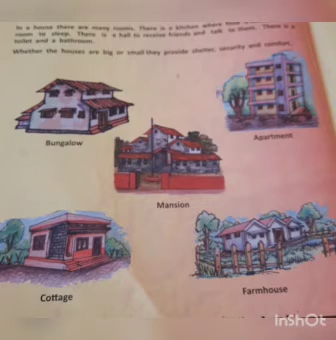 In a house there are many rooms. There is a kitchen where food
room to sleep. There is a hall to receive friends and talk to them. There is a
toilet and a bathroom.
Whether the houses are big or small they provide shelter, security and comfort.
Bungalow
Apartment
Mansion
Cottage
Farmhouse
InShOt